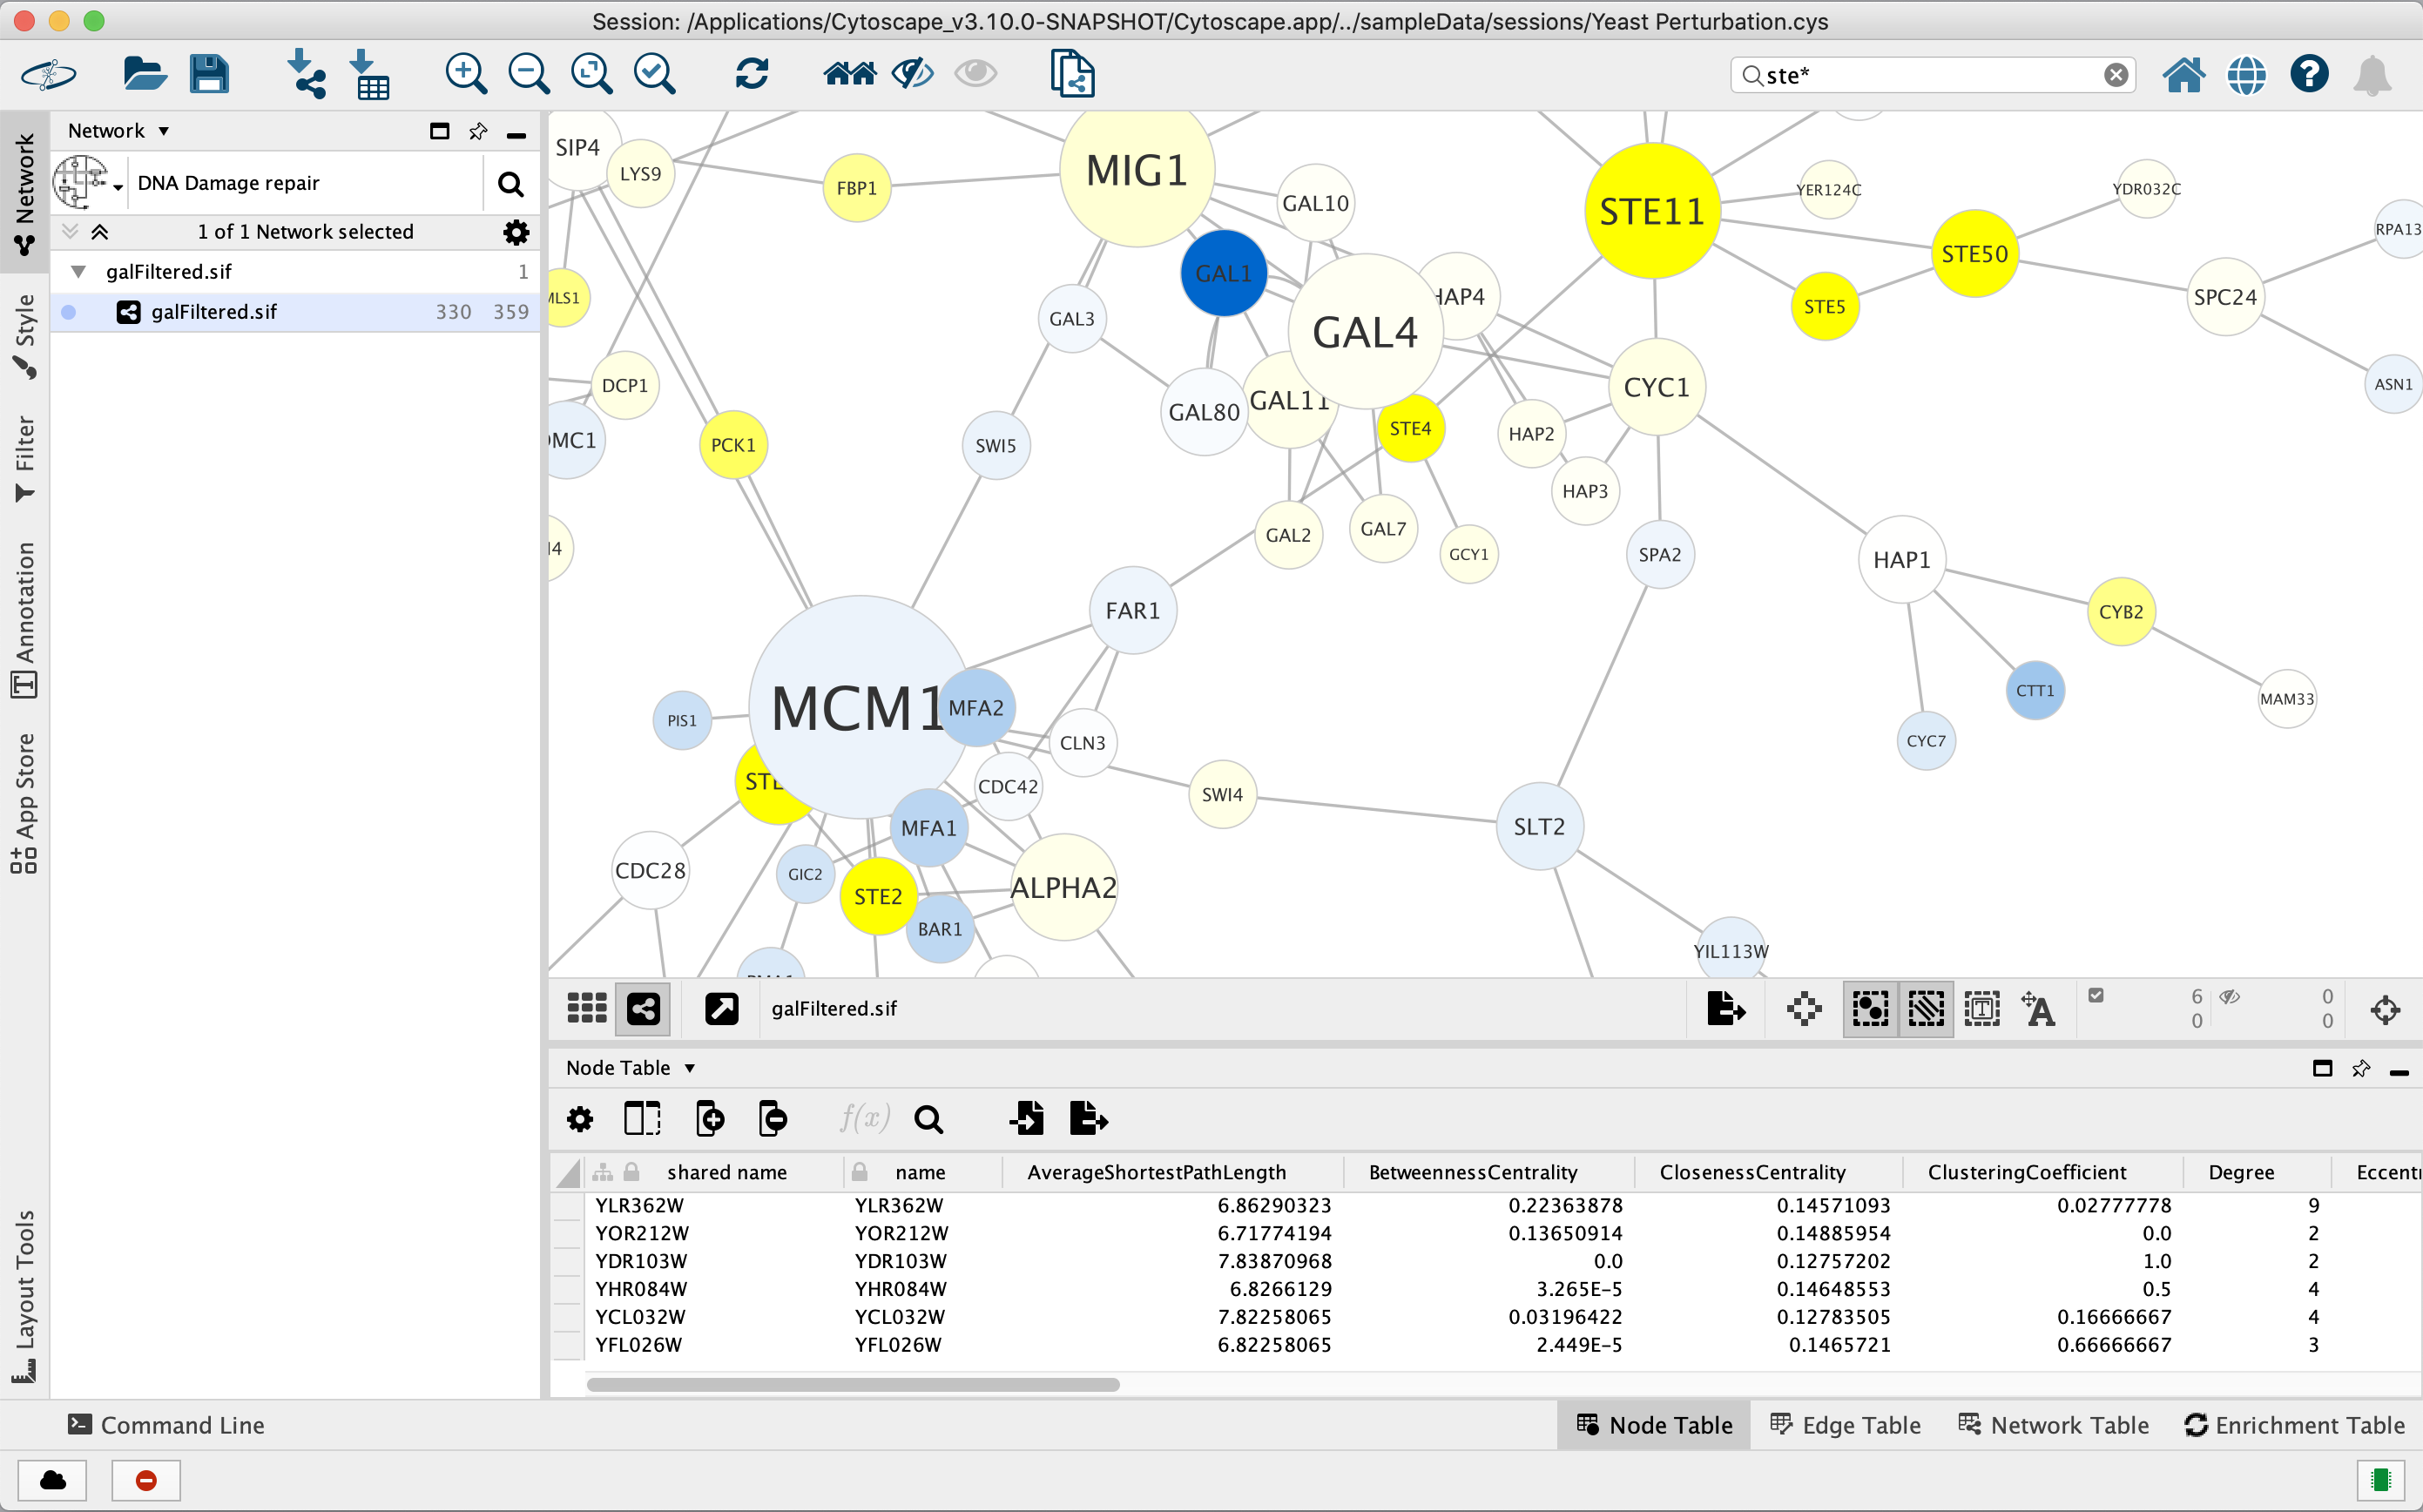 Session: /Applications/Cytoscape_v3.10.0-SNAPSHOT/Cytoscape.app/../sampleData/sessions/Yeast Perturbation.cys
ste*
Network
Style
Filter
Annotation
App Store
Layout Tools
Network
DNA Damage repair
1 of 1 Network selected
galFiltered.sif 1
galFiltered.sif 330 359
SIP4
LYS9
FBP1
MIG1
GAL10
STE11
YER124C
YDR032C
RPA13
STE50
GAL1
HAP4
SPC24
MLS1
GAL3
GAL4
STE5
DCP1
CYC1
ASN1
GAL80
GAL11
MC1
PCK1
SWI5
STE4
HAP2
HAP3
I4
GAL2
GAL7
GCY1
SPA2
HAP1
FAR1
CYB2
MCM1
MFA2
PIS1
CTT1
MAM33
CLN3
CYC7
STE
CDC42
SWI4
MFA1
SLT2
CDC28
GIC2
STE2
ALPHA2
BAR1
YIL113W
galFiltered.sif
6 0
0 0
Node Table
f(x)
shared name name AverageShortestPathLength BetweennessCentrality ClosenessCentrality ClusteringCoefficient Degree Eccentr
YLR362W YLR362W 6.86290323 0.22363878 0.14571093 0.02777778 9
YOR212W YOR212W 6.71774194 0.13650914 0.14885954 0.0 2
YDR103W YDR103W 7.83870968 0.0 0.12757202 1.0 2
YHR084W YHR084W 6.8266129 3.265E-5 0.14648553 0.5 4
YCL032W YCL032W 7.82258065 0.03196422 0.12783505 0.16666667 4
YFL026W YFL026W 6.82258065 2.449E-5 0.1465721 0.66666667 3
Command Line
Node Table
Edge Table
Network Table
Enrichment Table